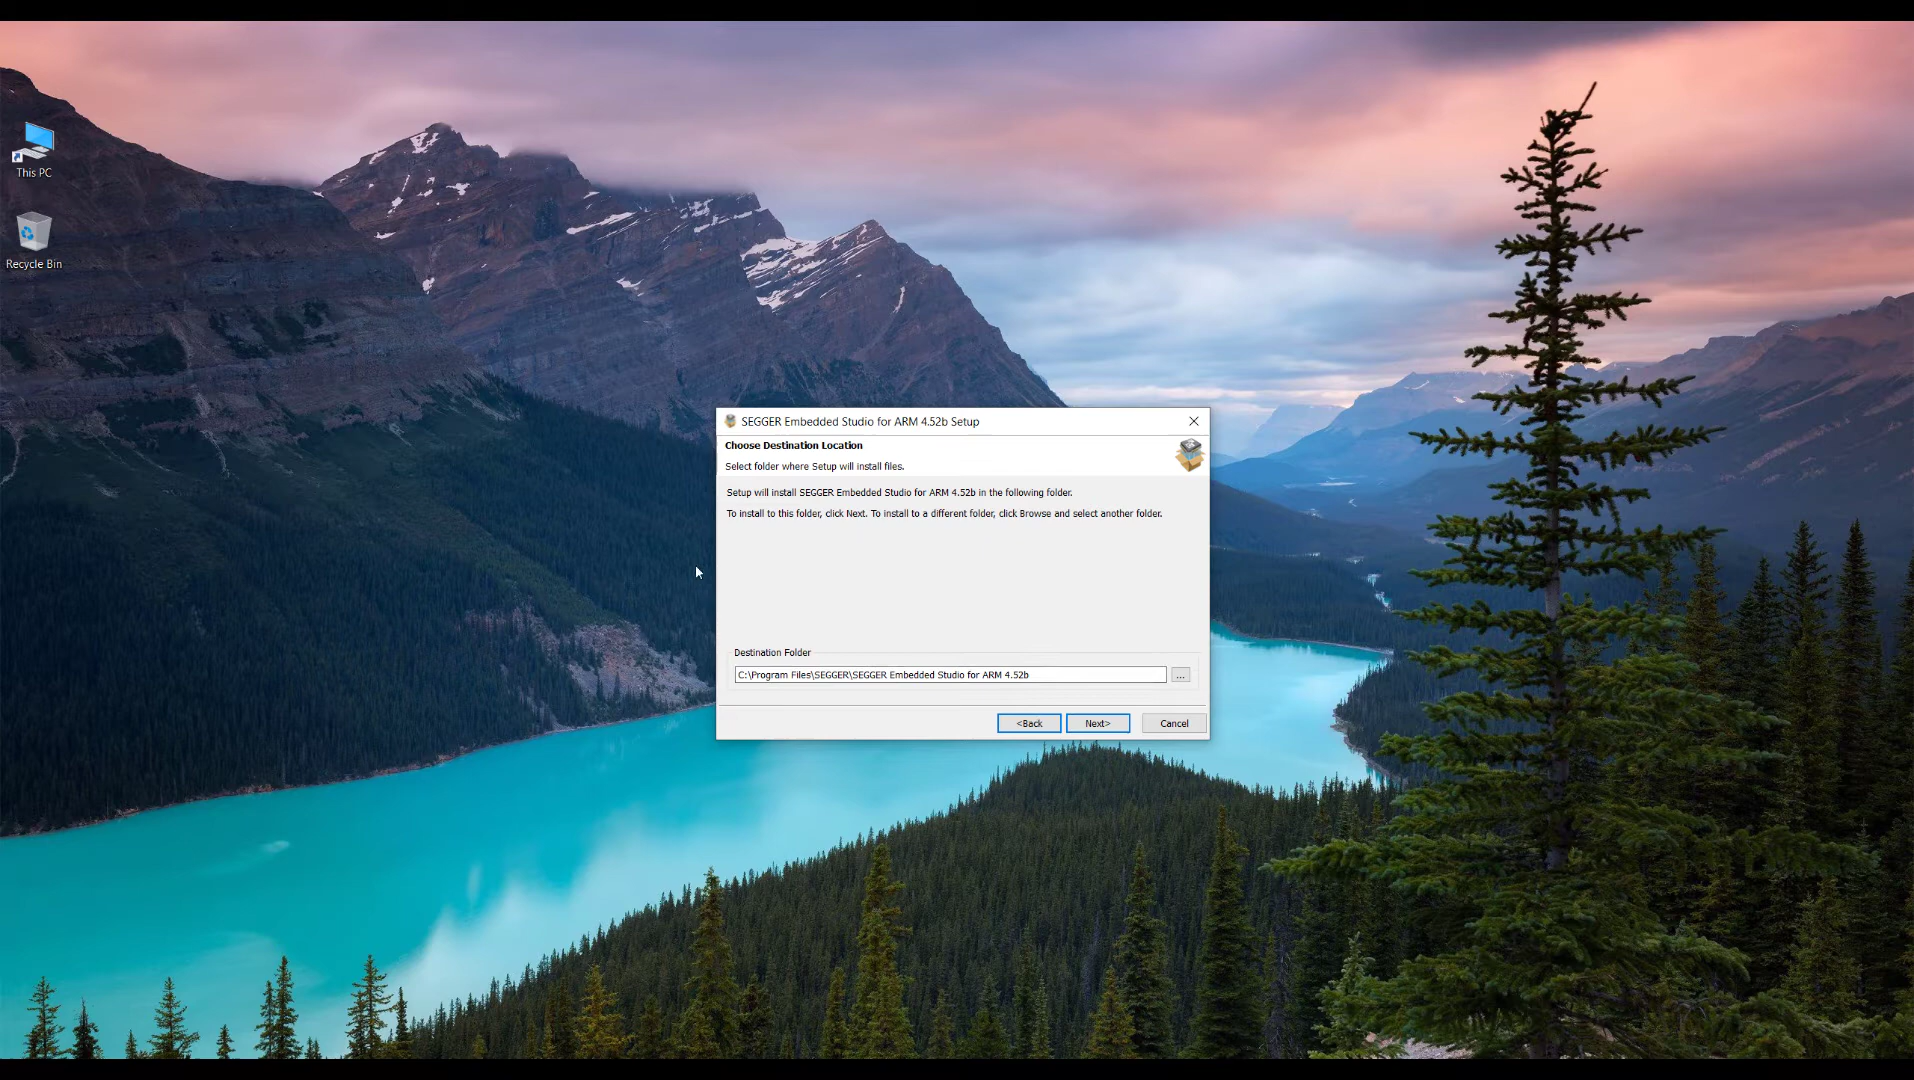 This PC
Recycle Bin
SEGGER Embedded Studio for ARM 4.52b Setup
Choose Destination Location
Select folder where Setup will install files.
Setup will install SEGGER Embedded Studio for ARM 4.52b in the following folder.
To install to this folder, click Next. To install to a different folder, click Browse and select another folder.
Destination Folder
C:\Program Files\SEGGER\SEGGER Embedded Studio for ARM 4.52b
...
<Back
Next>
Cancel